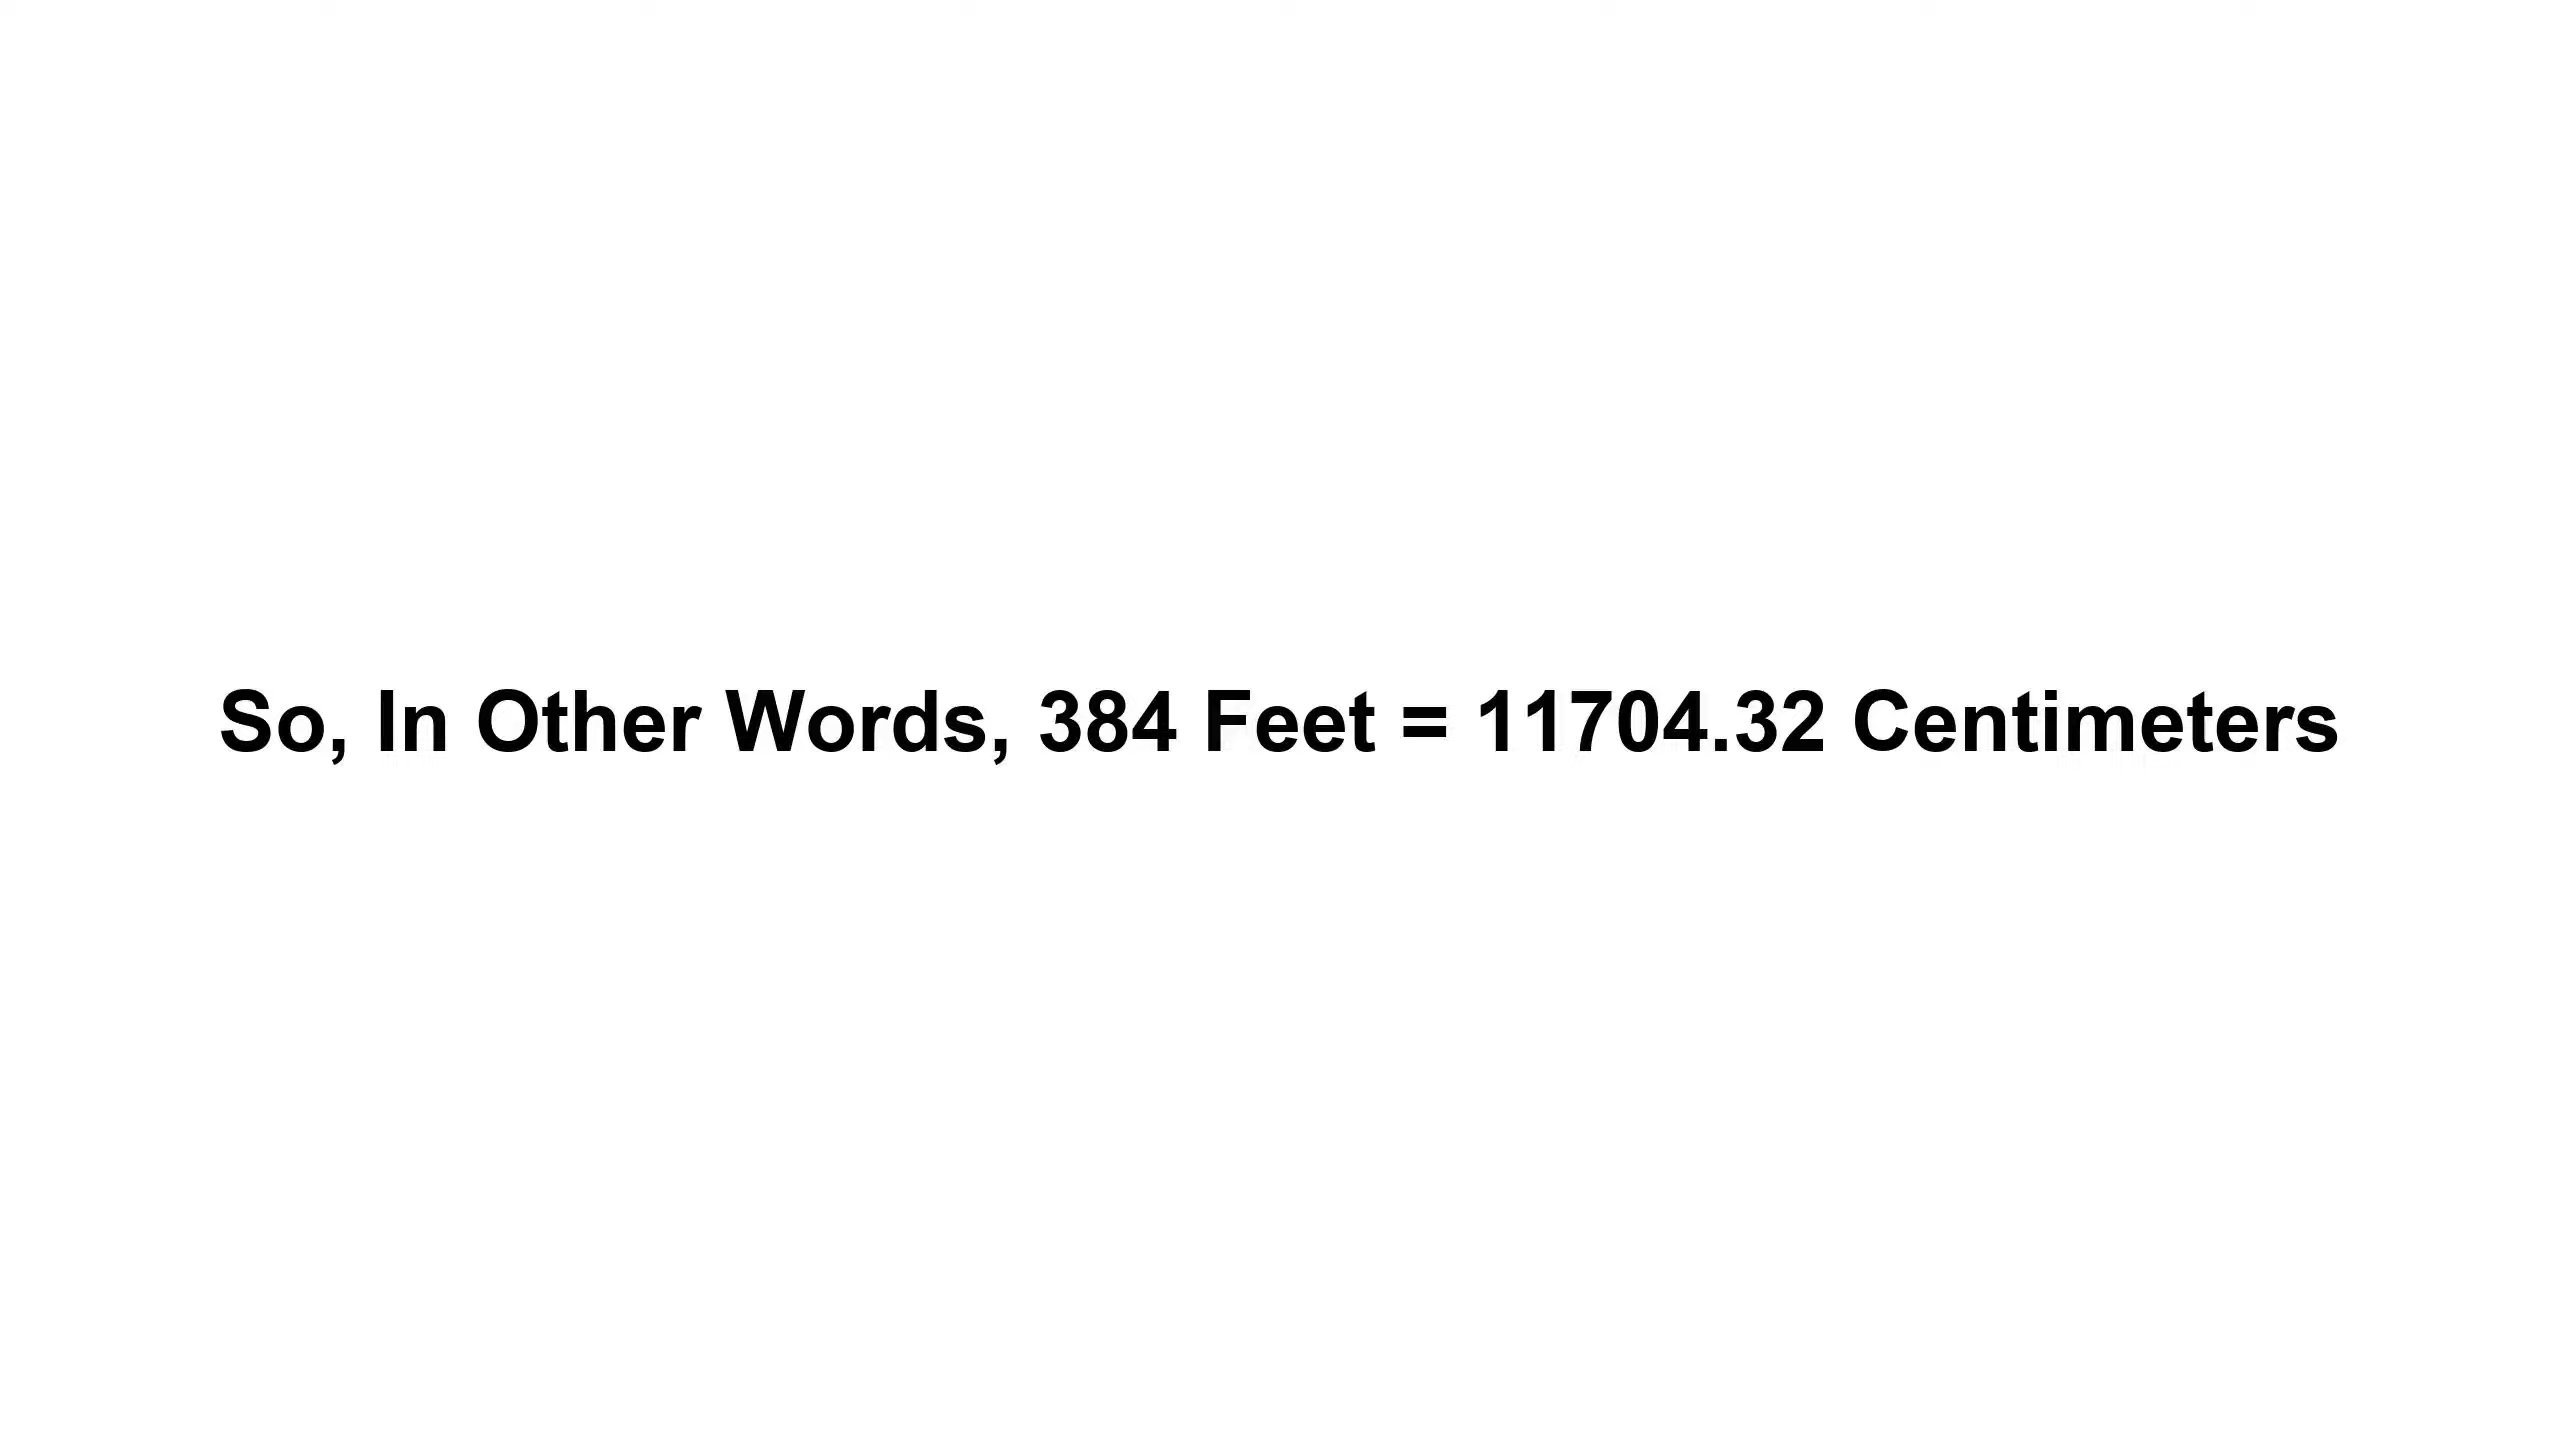 So, In Other Words, 384 Feet = 11704.32 Centimeters